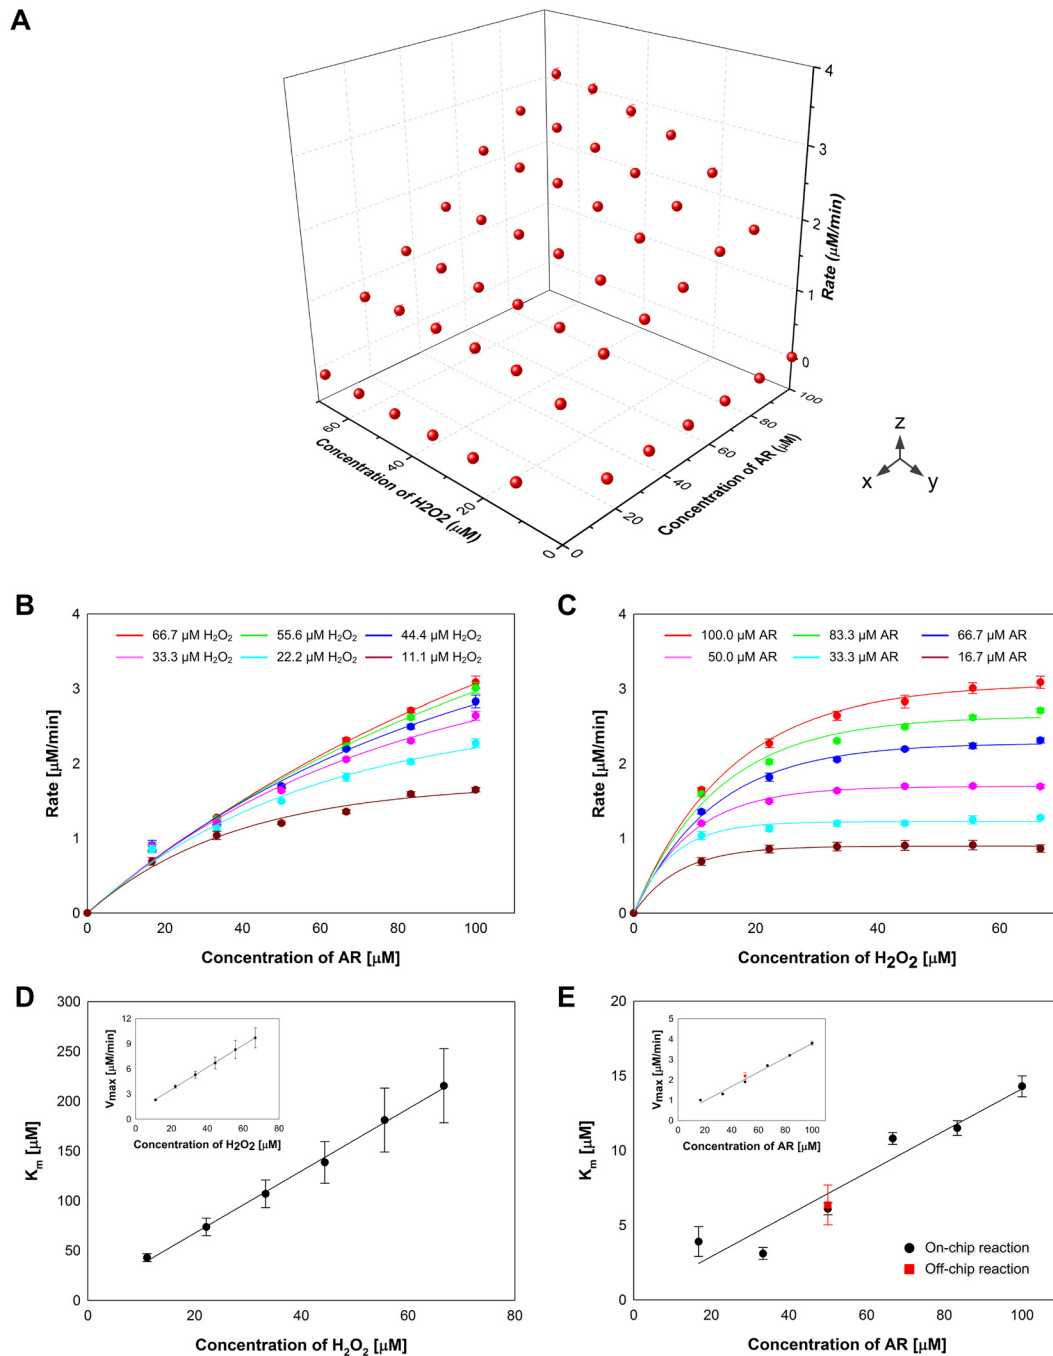 A
4
3
2
1
0
Rate (µM/min)
100
80
60
40
20
0
Concentration of AR (µM)
60
40
20
0
Concentration of H2O2 (µM)
z
x
y
B
4
3
2
1
0
Rate [µM/min]
66.7 µM H₂O₂ 55.6 µM H₂O₂ 44.4 µM H₂O₂
33.3 µM H₂O₂ 22.2 µM H₂O₂ 11.1 µM H₂O₂
0 20 40 60 80 100
Concentration of AR [µM]
C
4
3
2
1
0
Rate [µM/min]
100.0 µM AR 83.3 µM AR 66.7 µM AR
50.0 µM AR 33.3 µM AR 16.7 µM AR
0 20 40 60
Concentration of H₂O₂ [µM]
D
300
250
200
150
100
50
0
Kₘ [µM]
12
9
6
3
0
Vmax [µM/min]
0 20 40 60 80
Concentration of H2O2 [µM]
0 20 40 60 80
Concentration of H₂O₂ [µM]
E
20
15
10
5
0
Kₘ [µM]
5
4
3
2
1
0
Vmax [µM/min]
0 20 40 60 80 100
Concentration of AR [µM]
On-chip reaction
Off-chip reaction
0 20 40 60 80 100
Concentration of AR [µM]